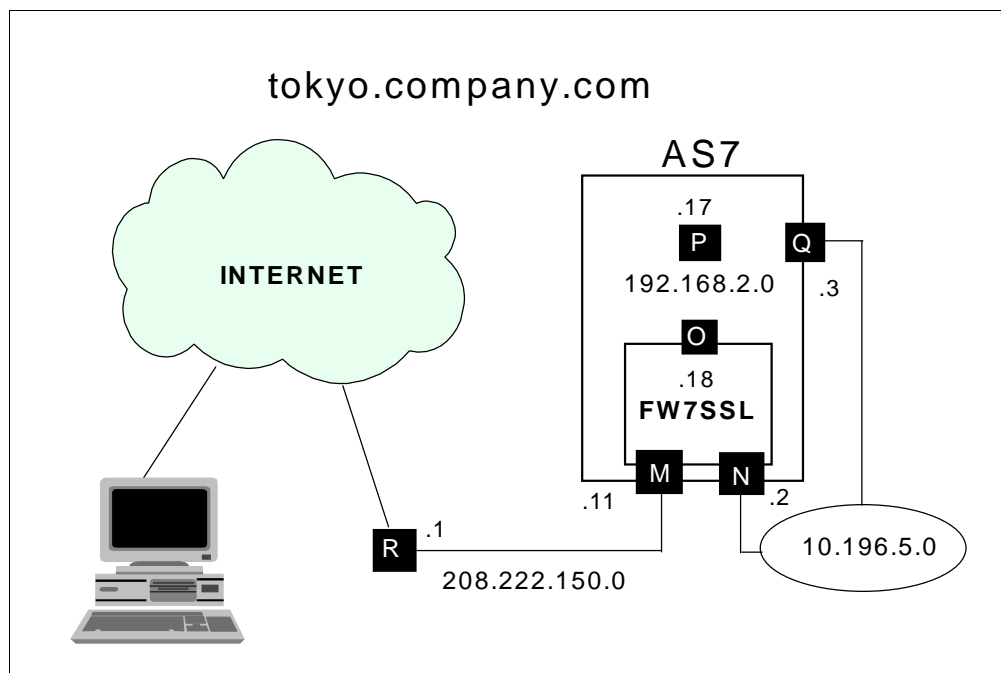 tokyo.company.com
AS7
.17
P
Q
INTERNET
192.168.2.0
.3
O
.18
FW7SSL
M
N
.11
.2
.1
R
10.196.5.0
208.222.150.0